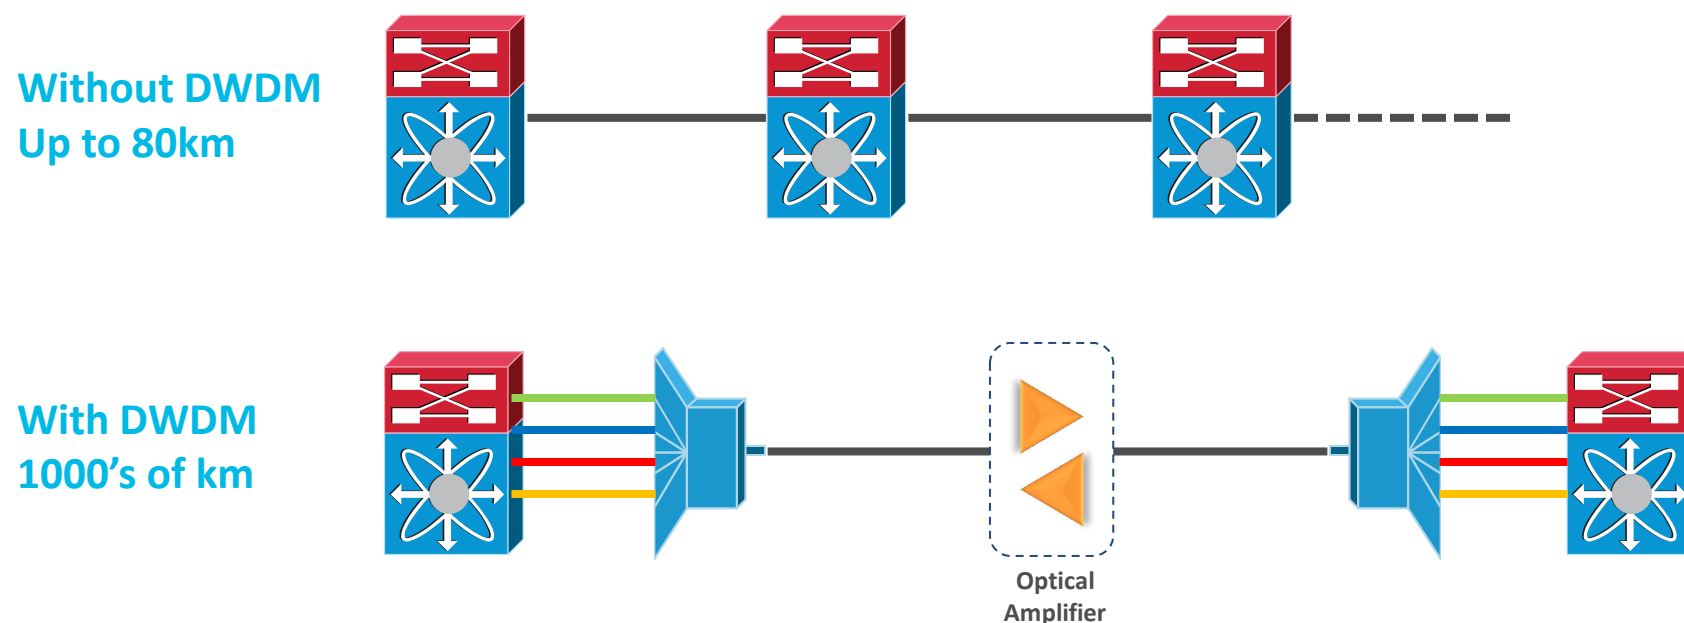 Without DWDM
Up to 80km
With DWDM
1000’s of km
Optical
Amplifier